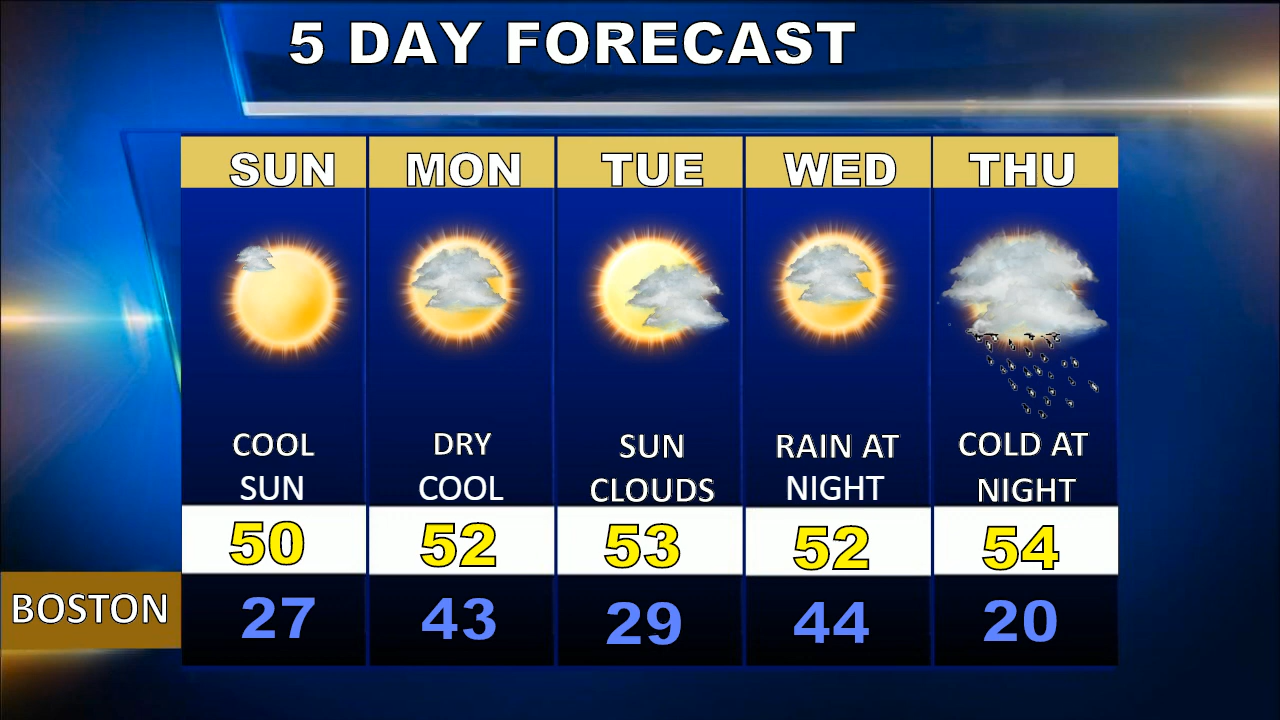 5 DAY FORECAST
SUN MON TUE WED THU
COOL DRY SUN RAIN AT COLD AT
SUN COOL CLOUDS NIGHT NIGHT
50 52 53 52 54
BOSTON 27 43 29 44 20